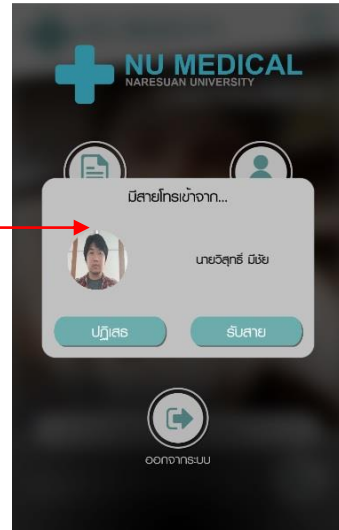 NU MEDICAL
NARESUAN UNIVERSITY
มีสายโทรเข้าจาก...
นายวิสุทธิ์ มีชัย
ปฏิเสธ
รับสาย
ออกจากระบบ